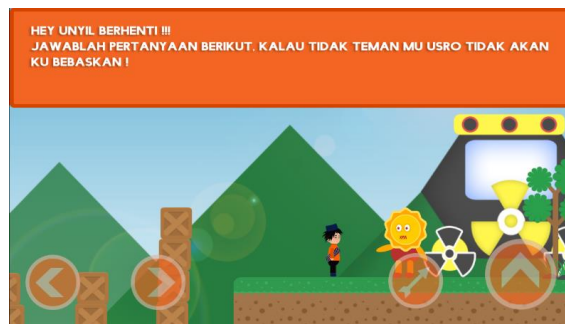 HEY UNYIL BERHENTI !!!
JAWABLAH PERTANYAAN BERIKUT. KALAU TIDAK TEMAN MU USRO TIDAK AKAN
KU BEBASKAN !